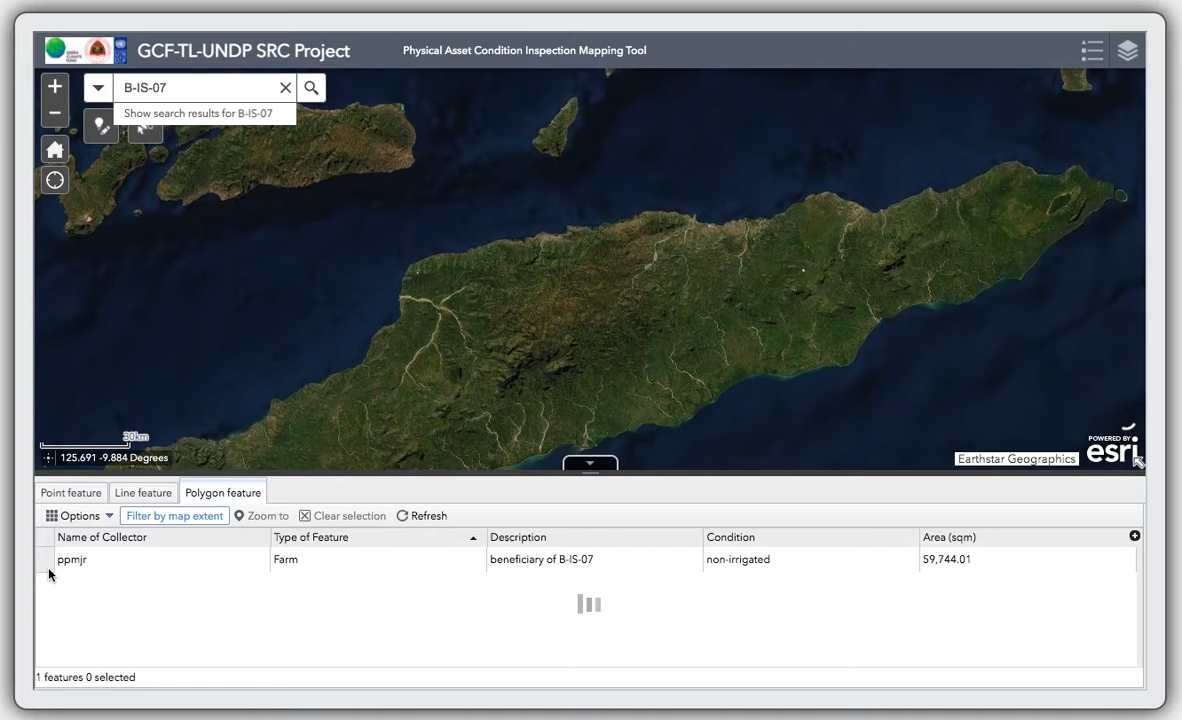 GCF-TL-UNDP SRC Project
Physical Asset Condition Inspection Mapping Tool
+
B-IS-07
Show search results for B-IS-07
−
30km
125.691 -9.884 Degrees
Earthstar Geographics
POWERED BY
esri
Point feature
Line feature
Polygon feature
Options
Filter by map extent
Zoom to
Clear selection
Refresh
Name of Collector
Type of Feature
Description
Condition
Area (sqm)
ppmjr
Farm
beneficiary of B-IS-07
non-irrigated
59,744.01
1 features 0 selected